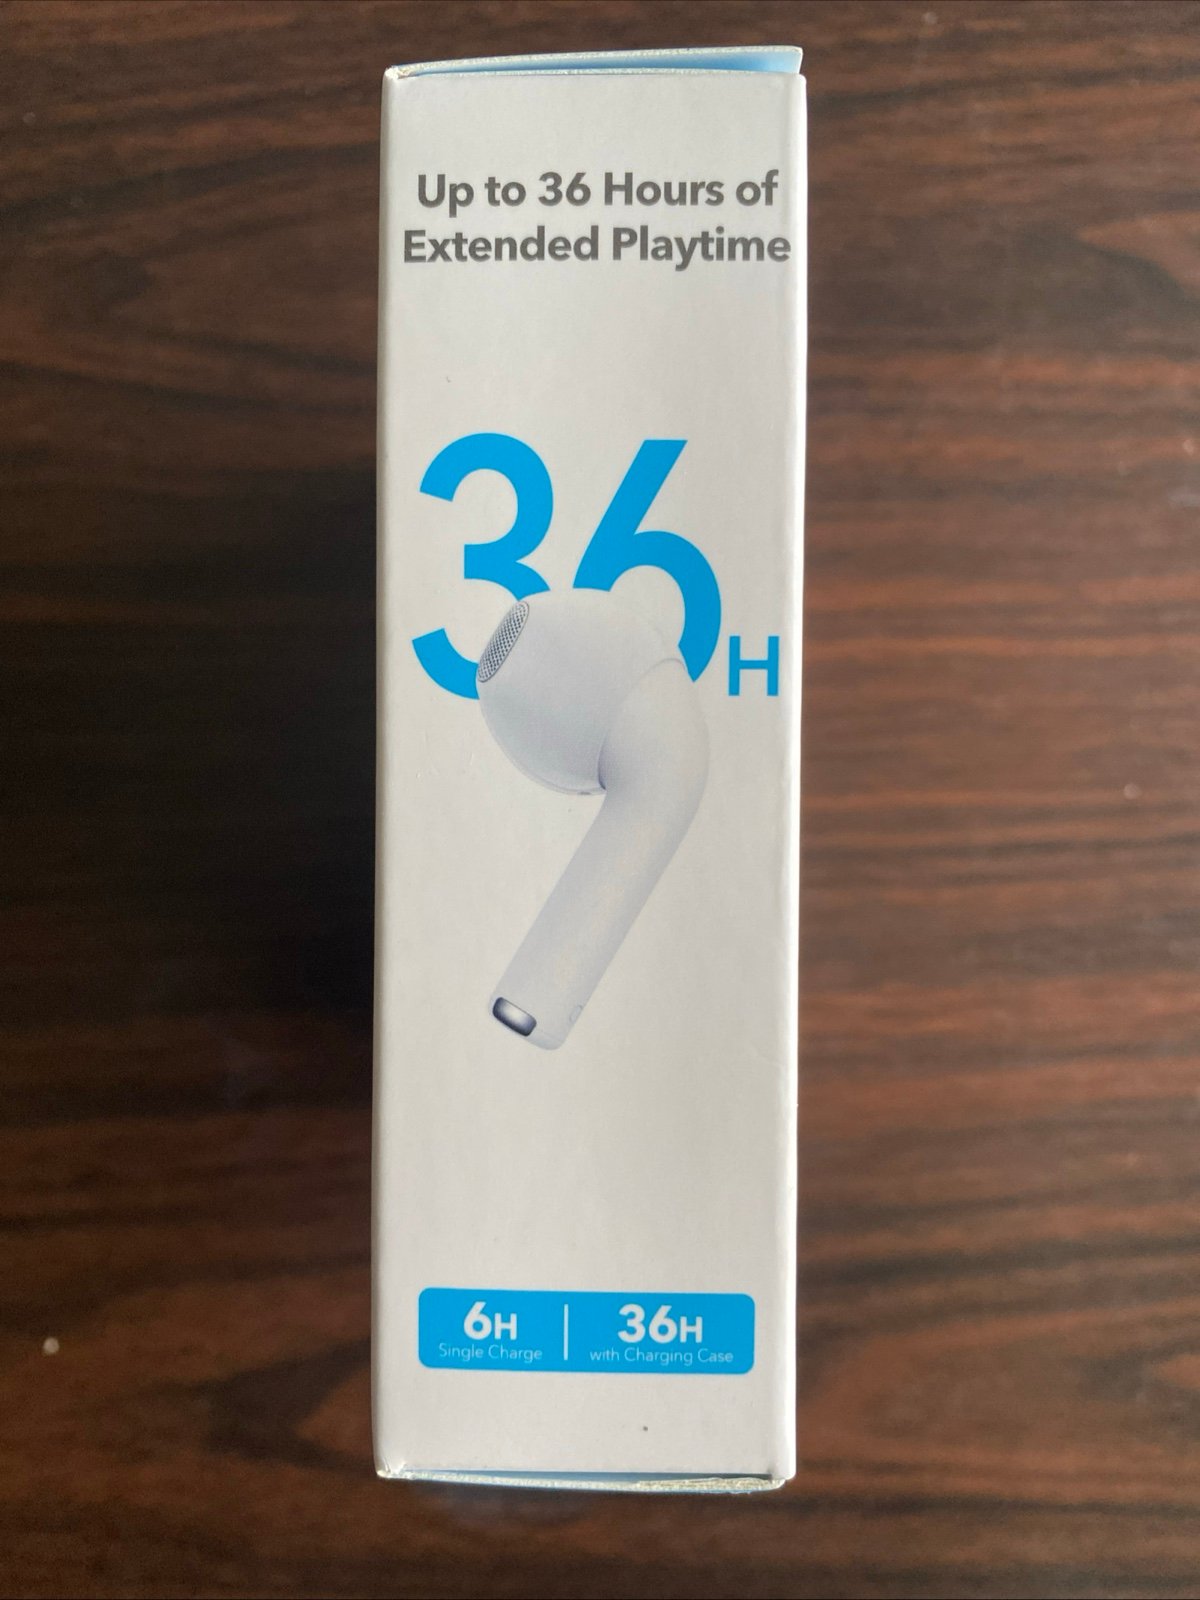 Up to 36 Hours of
Extended Playtime
36H
6H
Single Charge
36H
with Charging Case